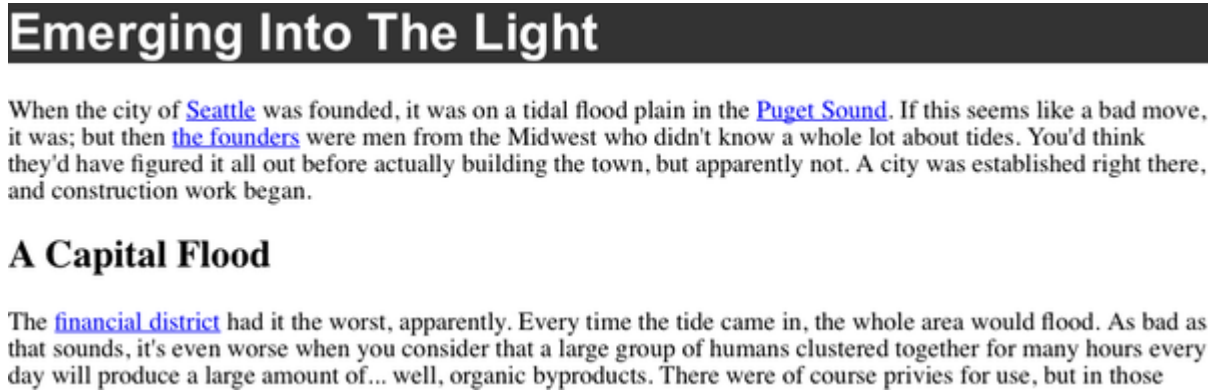 Emerging Into The Light
When the city of Seattle was founded, it was on a tidal flood plain in the Puget Sound. If this seems like a bad move,
it was; but then the founders were men from the Midwest who didn't know a whole lot about tides. You'd think
they'd have figured it all out before actually building the town, but apparently not. A city was established right there,
and construction work began.
A Capital Flood
The financial district had it the worst, apparently. Every time the tide came in, the whole area would flood. As bad as
that sounds, it's even worse when you consider that a large group of humans clustered together for many hours every
day will produce a large amount of... well, organic byproducts. There were of course privies for use, but in those